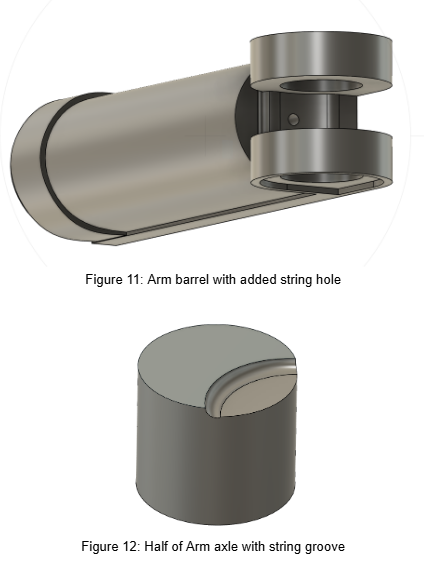 Figure 11: Arm barrel with added string hole
Figure 12: Half of Arm axle with string groove